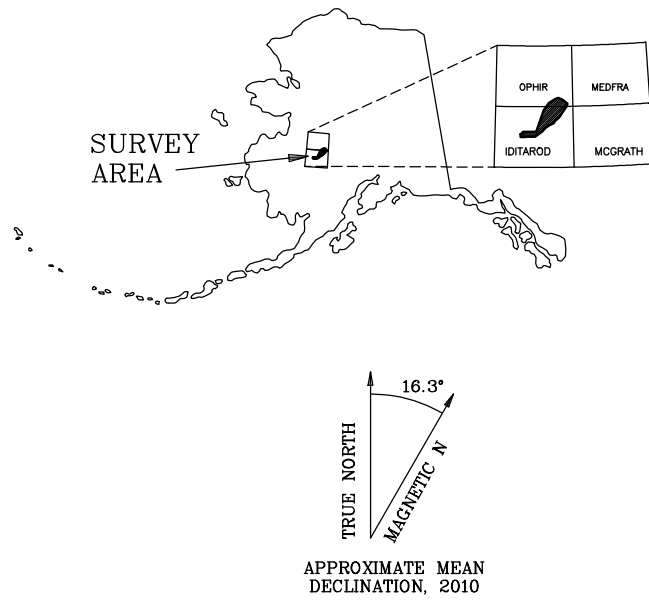 OPHIR
MEDFRA
SURVEY
AREA
IDITAROD
MCGRATH
16.3°
TRUE NORTH
MAGNETIC N
APPROXIMATE MEAN
DECLINATION, 2010